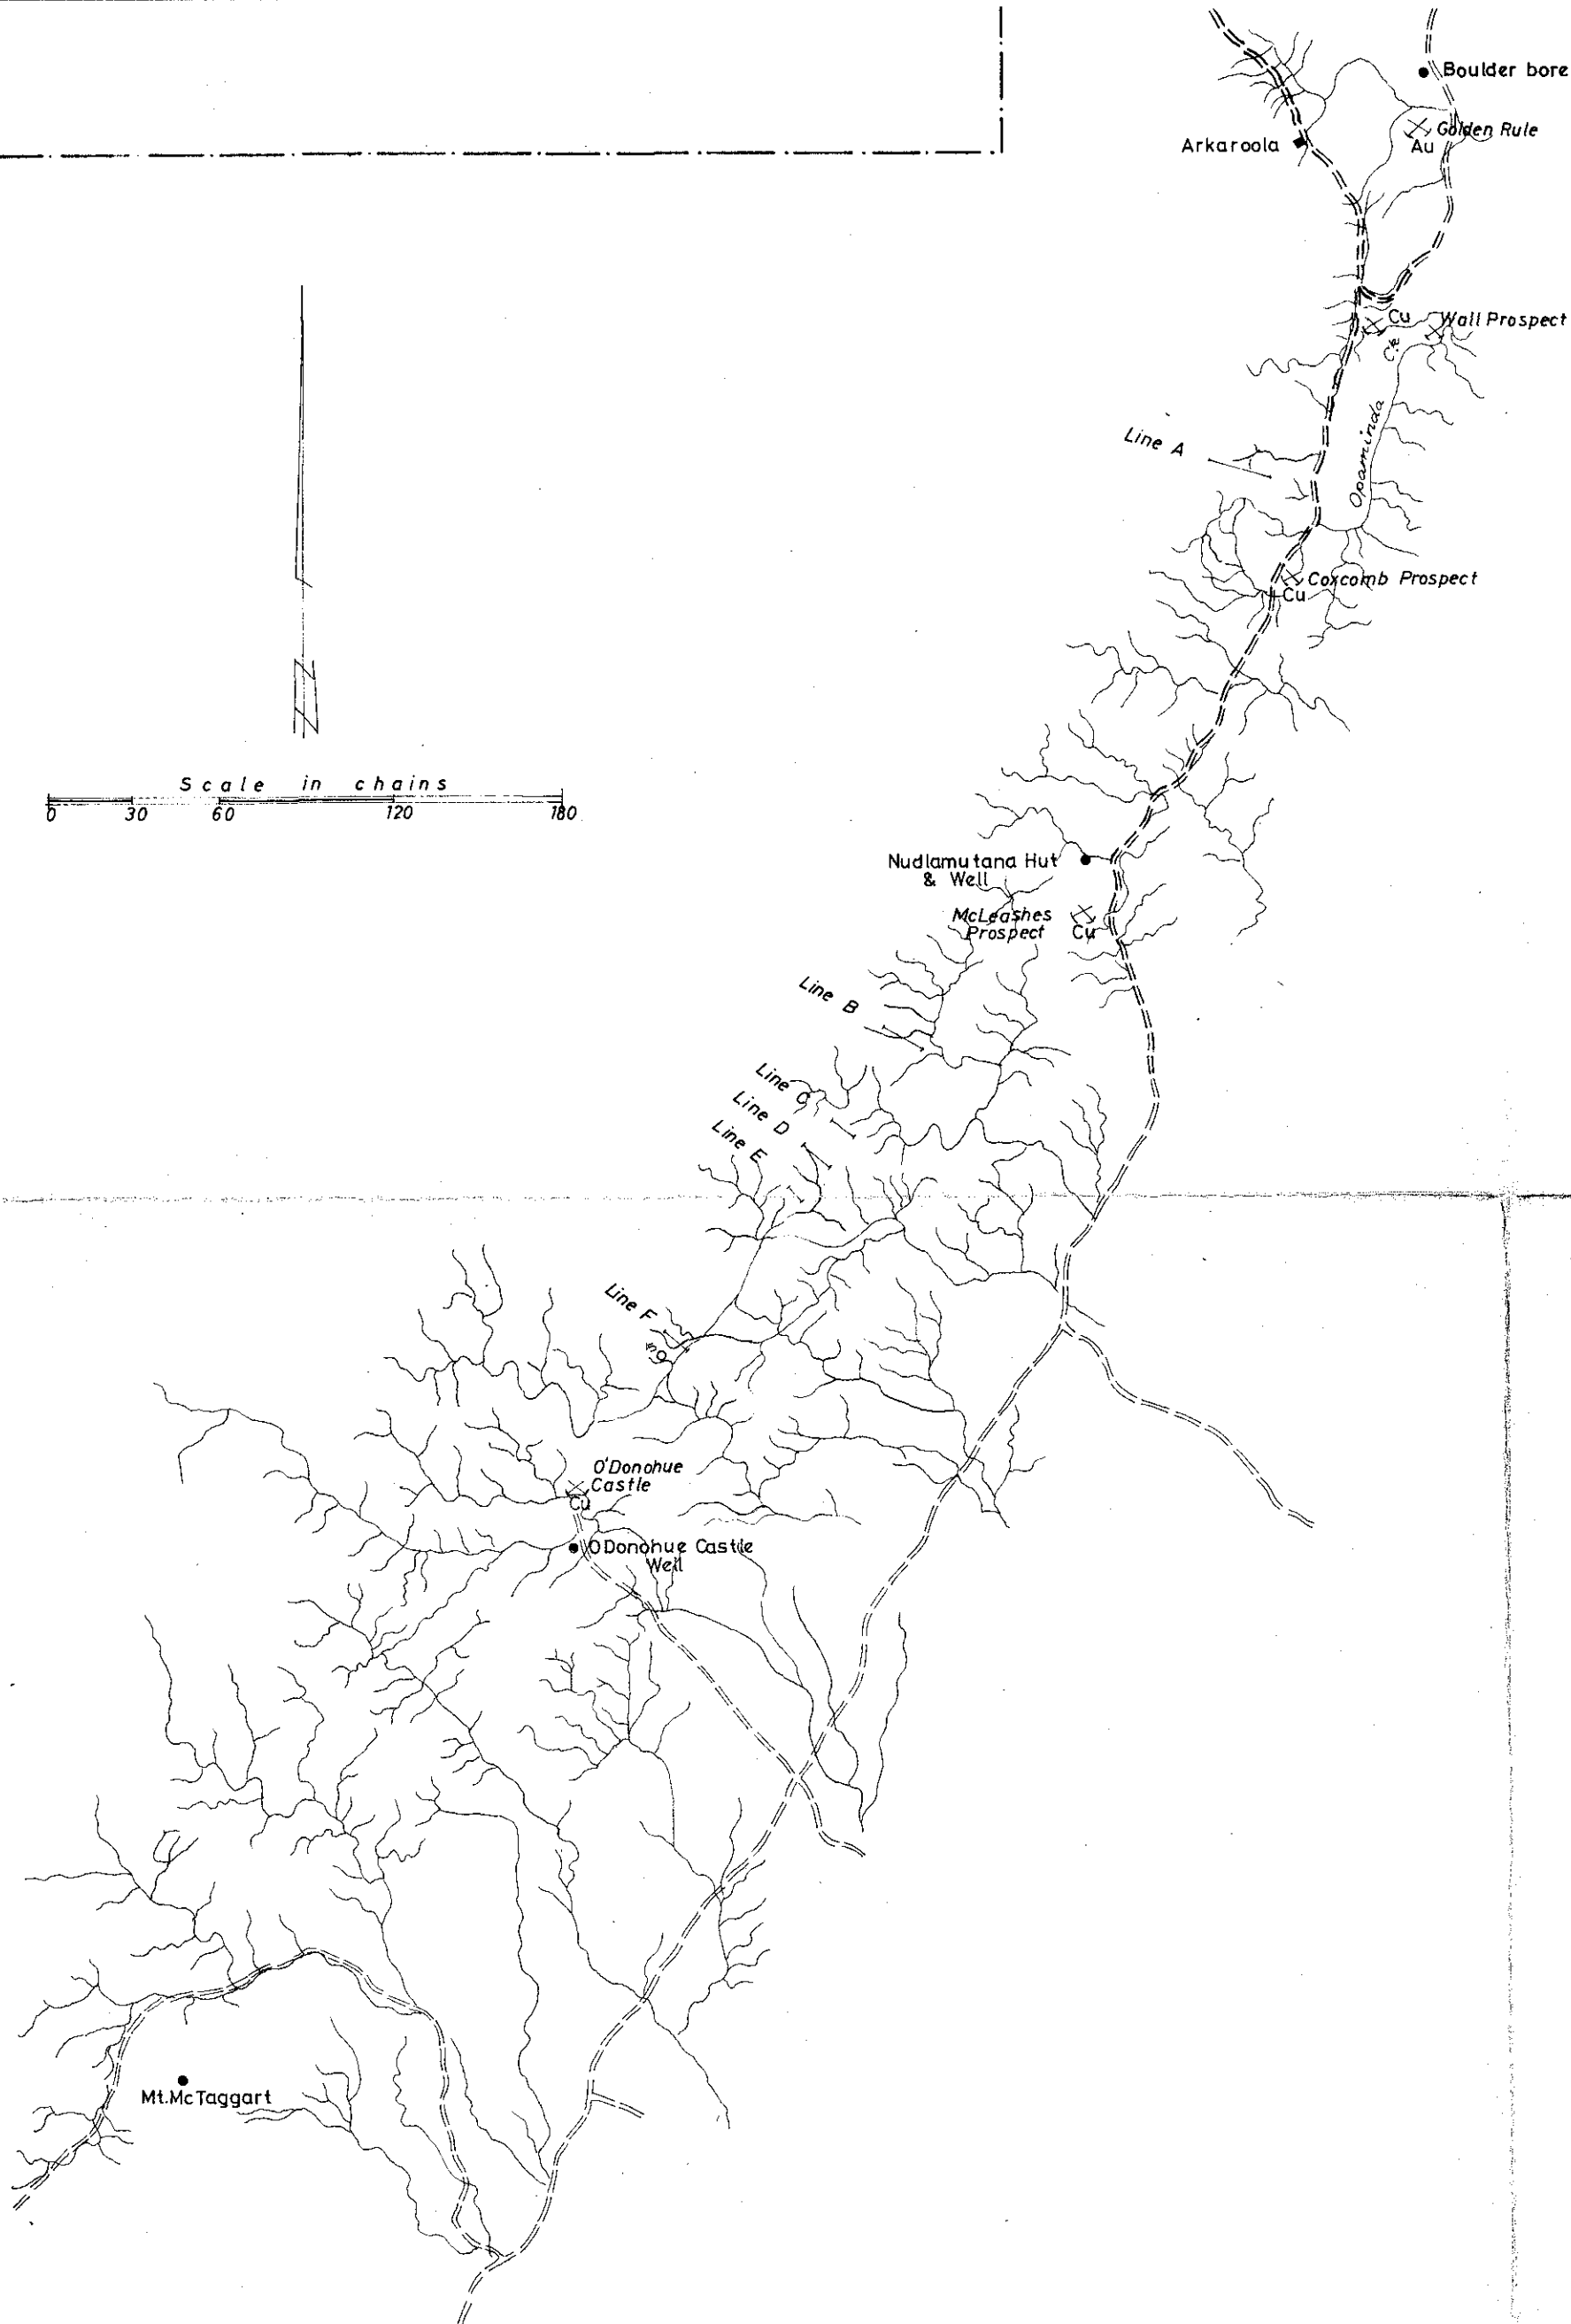 Boulder bore
Golden Rule
Au
Arkaroola
Cu
Wall Prospect
Ck
Opaminda
Line A
Coxcomb Prospect
Cu
N
Scale in chains
0 30 60 120 180
Nudlamutana Hut
& Well
McLeashes
Prospect
Cu
Line B
Line C
Line D
Line E
Line F
O'Donohue
Castle
Cu
O'Donohue Castle
Well
Mt. McTaggart